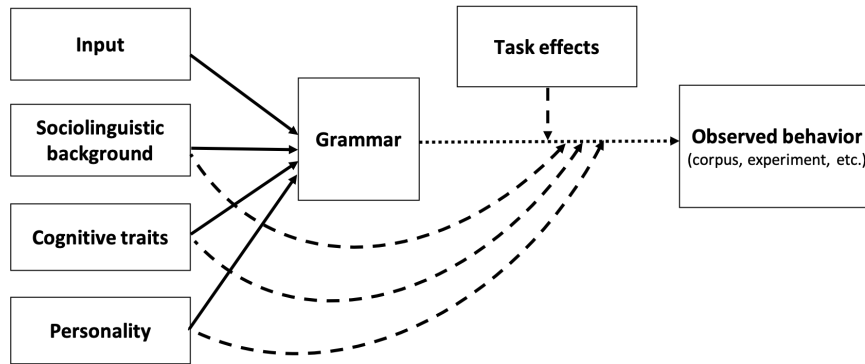 Input
Sociolinguistic
background
Cognitive traits
Personality
Grammar
Task effects
Observed behavior
(corpus, experiment, etc.)